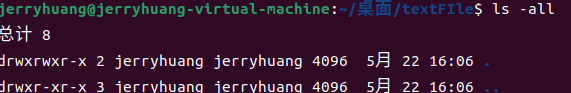 jerryhuang@jerryhuang-virtual-machine:~/桌面/textFIle$ ls -all
总计 8
drwxrwxr-x 2 jerryhuang jerryhuang 4096  5月 22 16:06 .
drwxr-xr-x 3 jerryhuang jerryhuang 4096  5月 22 16:06 ..